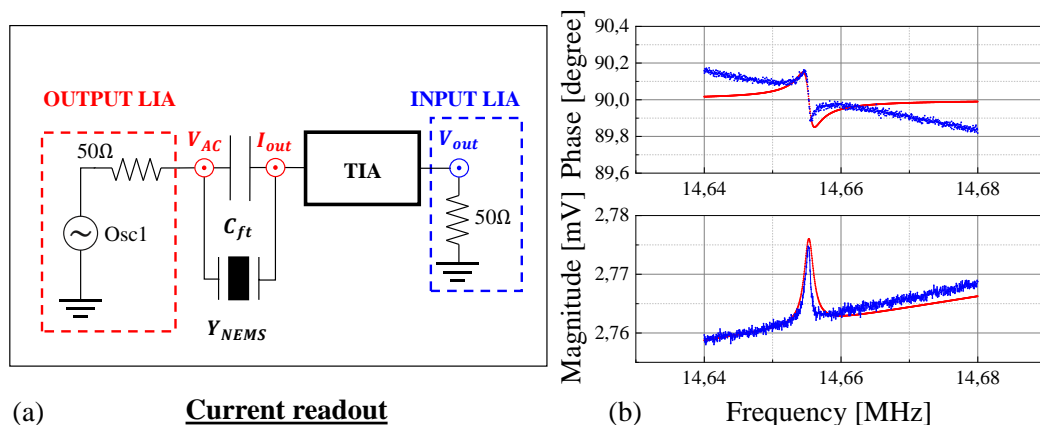 OUTPUT LIA
INPUT LIA
50Ω
V_AC
I_out
V_out
TIA
Osc1
C_ft
50Ω
Y_NEMS
(a)
Current readout
90,4
90,2
90,0
89,8
89,6
Phase [degree]
14,64
14,66
14,68
2,78
2,77
2,76
Magnitude [mV]
14,64
14,66
14,68
(b)
Frequency [MHz]